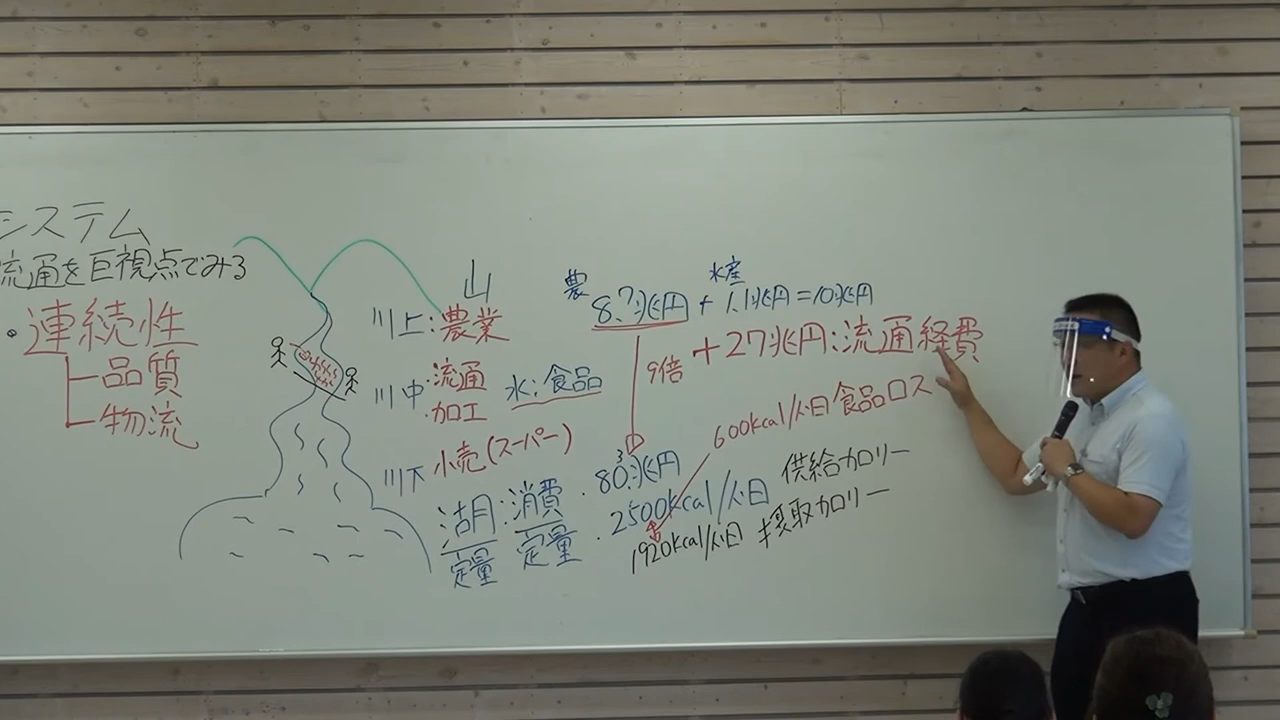 システム
流通を巨視点でみる
・連続性
品質
物流
山
川上:農業
川中・流通
・加工
水:食品
川下 小売(スーパー)
湖:消費
定量 定量
農 水産
8.7兆円+1.1兆円=10兆円
9倍 +27兆円:流通経費
600kcal/人日 食品ロス
・80兆円
3
・2500kcal/人日 供給カロリー
1920kcal/人日 摂取カロリー